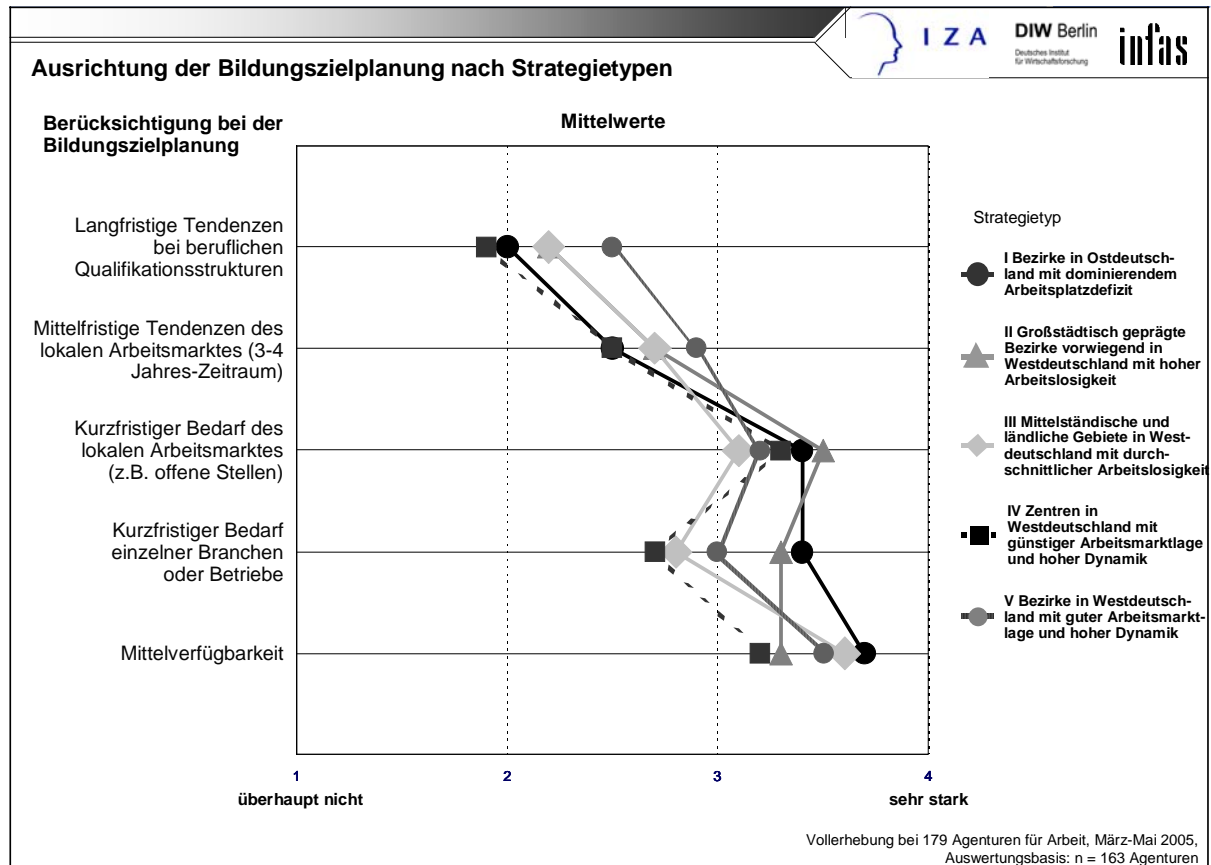 I Z A
DIW Berlin
Deutsches Institut
für Wirtschaftsforschung
infas
Ausrichtung der Bildungszielplanung nach Strategietypen
Berücksichtigung bei der
Bildungszielplanung
Mittelwerte
Langfristige Tendenzen
bei beruflichen
Qualifikationsstrukturen
Mittelfristige Tendenzen des
lokalen Arbeitsmarktes (3-4
Jahres-Zeitraum)
Kurzfristiger Bedarf des
lokalen Arbeitsmarktes
(z.B. offene Stellen)
Kurzfristiger Bedarf
einzelner Branchen
oder Betriebe
Mittelverfügbarkeit
1
2
3
4
überhaupt nicht
sehr stark
Strategietyp
I Bezirke in Ostdeutsch-
land mit dominierendem
Arbeitsplatzdefizit
II Großstädtisch geprägte
Bezirke vorwiegend in
Westdeutschland mit hoher
Arbeitslosigkeit
III Mittelständische und
ländliche Gebiete in West-
deutschland mit durch-
schnittlicher Arbeitslosigkeit
IV Zentren in
Westdeutschland mit
günstiger Arbeitsmarktlage
und hoher Dynamik
V Bezirke in Westdeutsch-
land mit guter Arbeitsmarkt-
lage und hoher Dynamik
Vollerhebung bei 179 Agenturen für Arbeit, März-Mai 2005,
Auswertungsbasis: n = 163 Agenturen